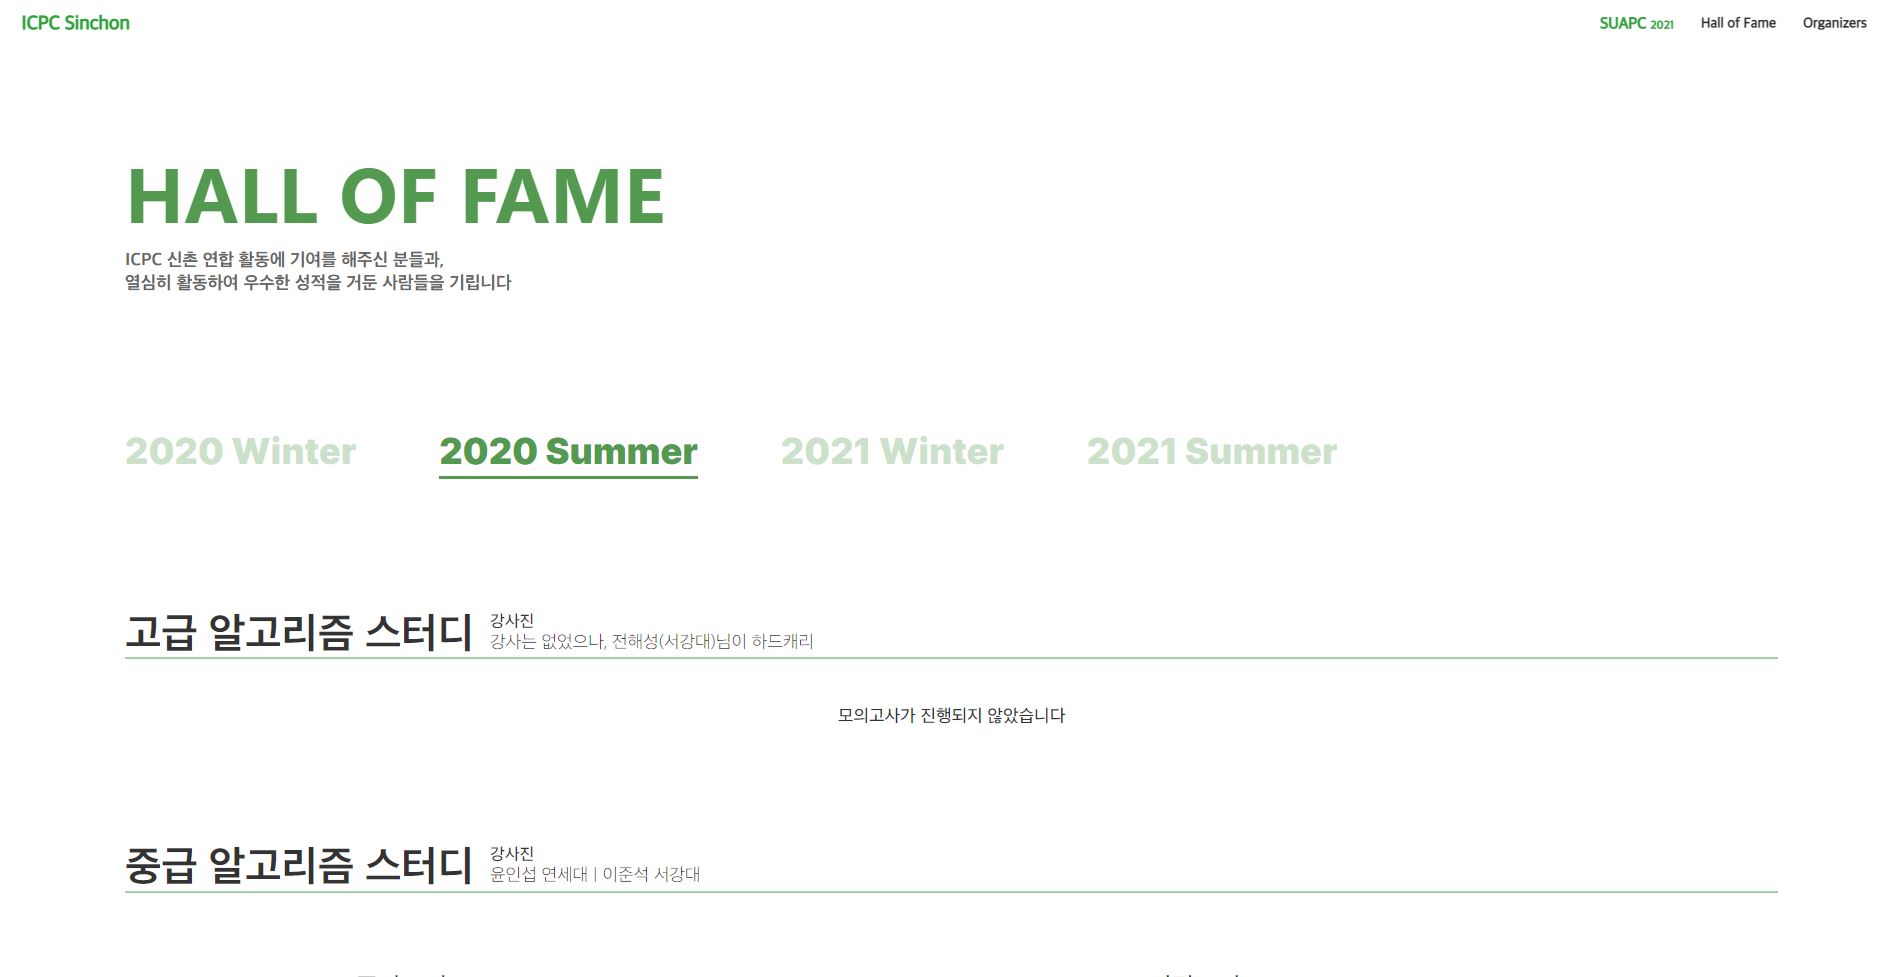 ICPC Sinchon
SUAPC 2021 Hall of Fame Organizers
HALL OF FAME
ICPC 신촌 연합 활동에 기여를 해주신 분들과,
열심히 활동하여 우수한 성적을 거둔 사람들을 기립니다
2020 Winter 2020 Summer 2021 Winter 2021 Summer
고급 알고리즘 스터디
강사진
강사는 없었으나, 전해성(서강대)님이 하드캐리
모의고사가 진행되지 않았습니다
중급 알고리즘 스터디
강사진
윤인섭 연세대 | 이준석 서강대